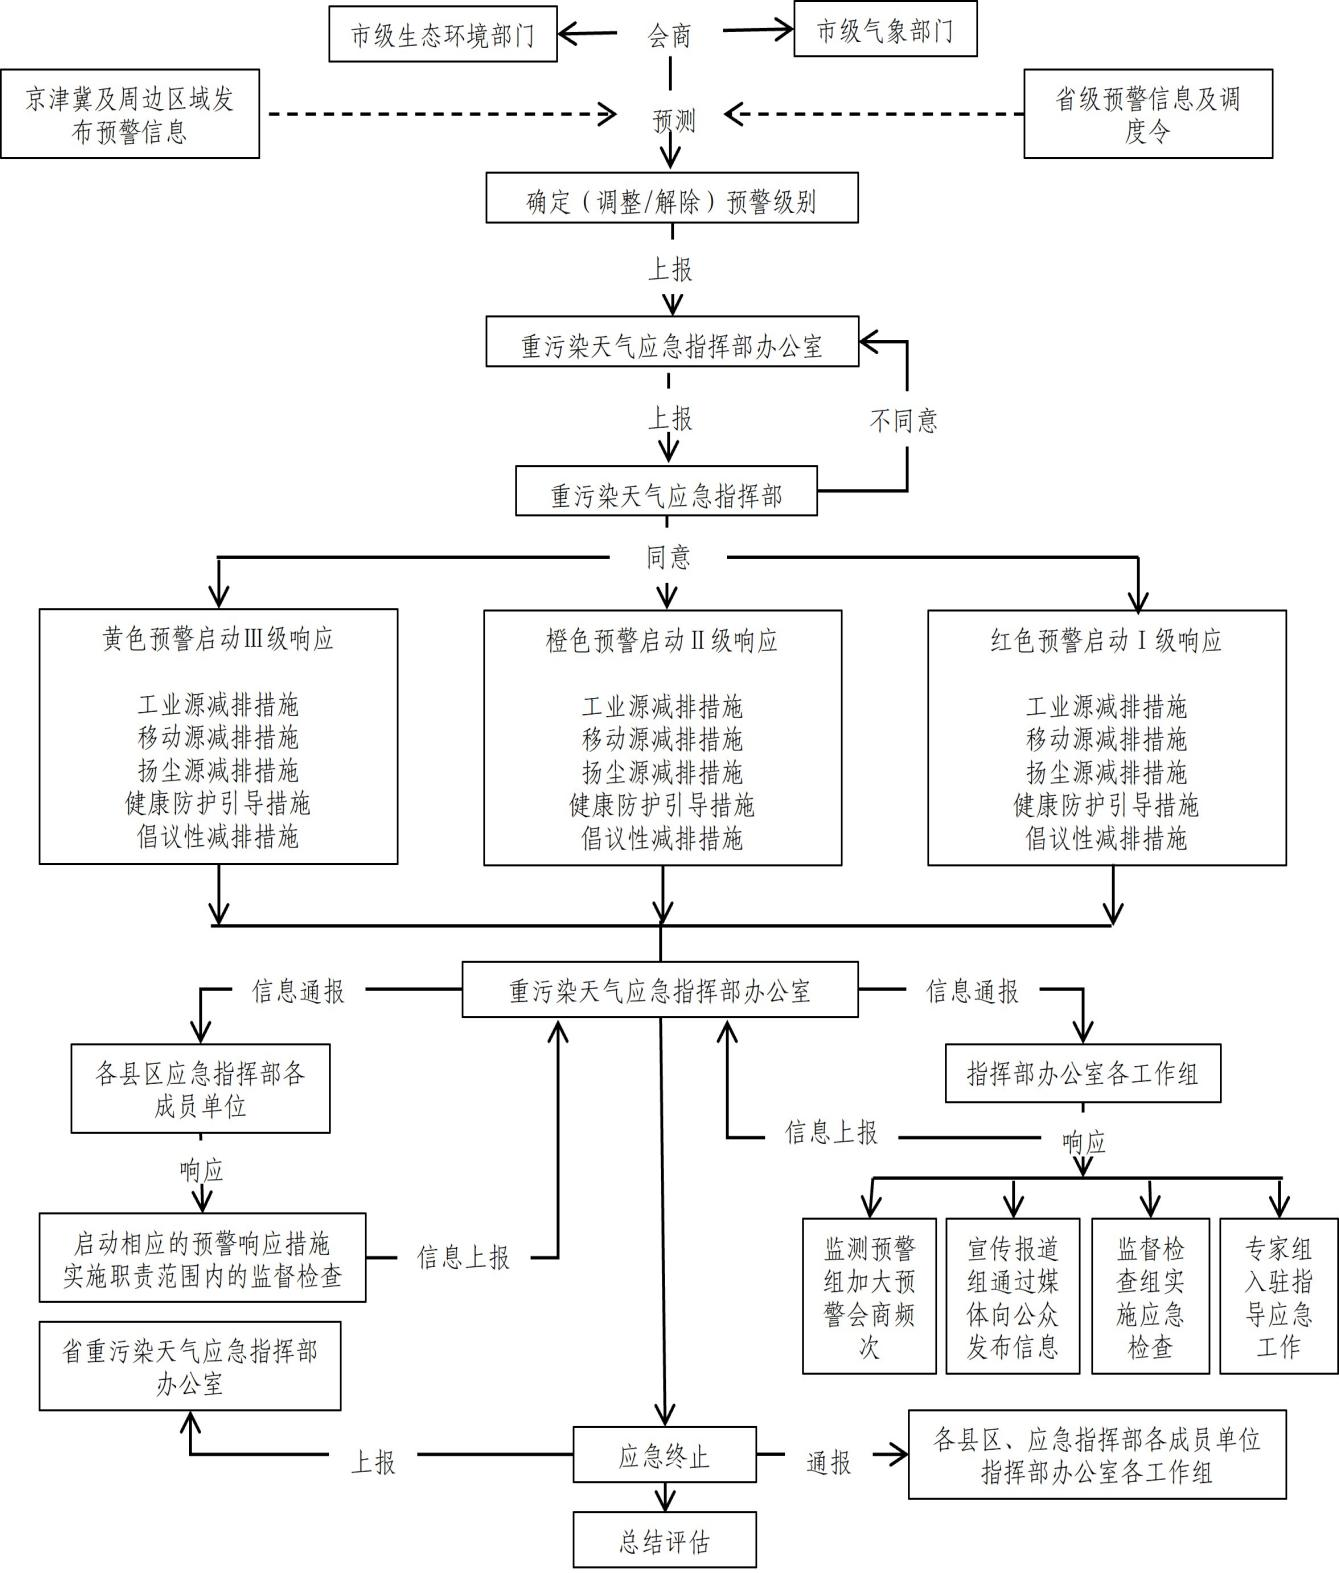 市级生态环境部门
会商
市级气象部门
京津冀及周边区域发
布预警信息
预测
省级预警信息及调
度令
确定（调整/解除）预警级别
上报
重污染天气应急指挥部办公室
上报
不同意
重污染天气应急指挥部
同意
黄色预警启动Ⅲ级响应
工业源减排措施
移动源减排措施
扬尘源减排措施
健康防护引导措施
倡议性减排措施
橙色预警启动Ⅱ级响应
工业源减排措施
移动源减排措施
扬尘源减排措施
健康防护引导措施
倡议性减排措施
红色预警启动Ⅰ级响应
工业源减排措施
移动源减排措施
扬尘源减排措施
健康防护引导措施
倡议性减排措施
信息通报
重污染天气应急指挥部办公室
信息通报
各县区应急指挥部各
成员单位
指挥部办公室各工作组
信息上报
响应
响应
启动相应的预警响应措施
实施职责范围内的监督检查
信息上报
监测预警
组加大预
警会商频
次
宣传报道
组通过媒
体向公众
发布信息
监督检
查组实
施应急
检查
专家组
入驻指
导应急
工作
省重污染天气应急指挥部
办公室
上报
应急终止
通报
各县区、应急指挥部各成员单位
指挥部办公室各工作组
总结评估